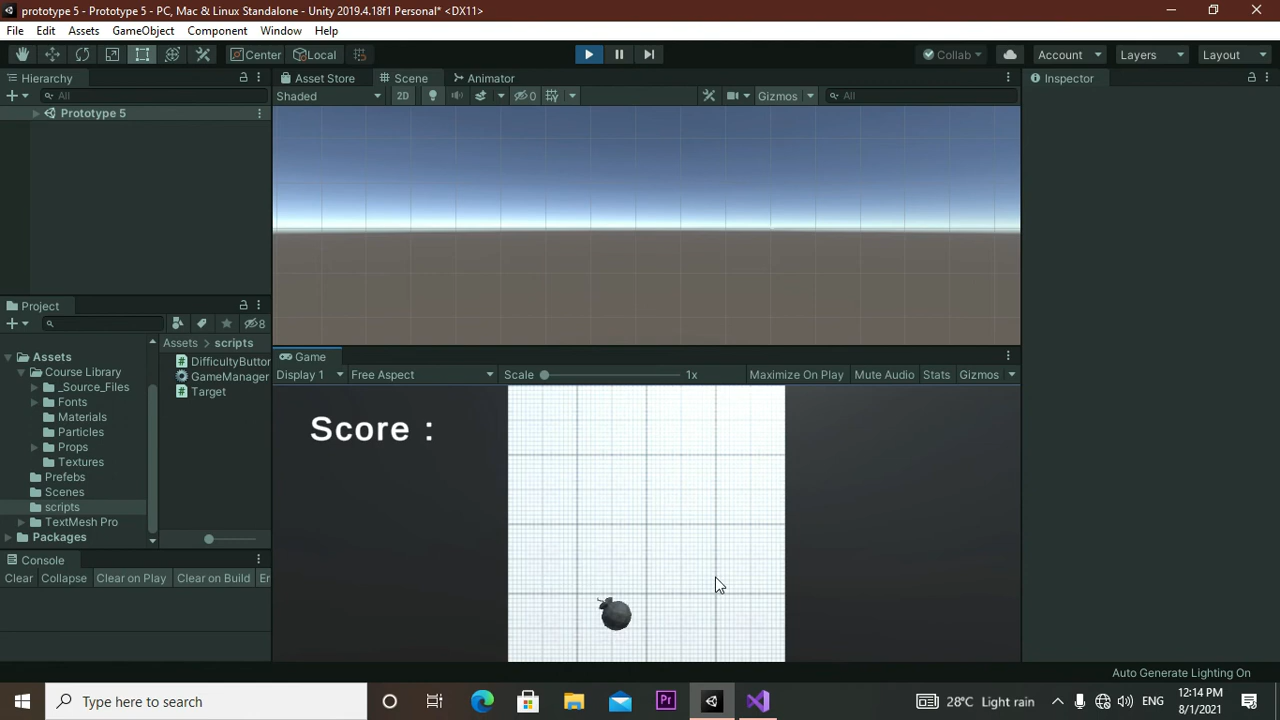 prototype 5 - Prototype 5 - PC, Mac & Linux Standalone - Unity 2019.4.18f1 Personal* <DX11>
File Edit Assets GameObject Component Window Help
Center Local Collab Account Layers Layout
Hierarchy Asset Store Scene Animator Inspector
All Shaded 2D 0 Gizmos All
Prototype 5
Project
8
Assets > scripts
Assets
Course Library
_Source_Files
Fonts
Materials
Particles
Props
Textures
Prefebs
Scenes
scripts
TextMesh Pro
Packages
DifficultyButtor
GameManager
Target
Game
Display 1 Free Aspect Scale 1x Maximize On Play Mute Audio Stats Gizmos
Score :
Console
Clear Collapse Clear on Play Clear on Build Er
Auto Generate Lighting On
Type here to search
Pr
28°C Light rain
ENG
12:14 PM
8/1/2021